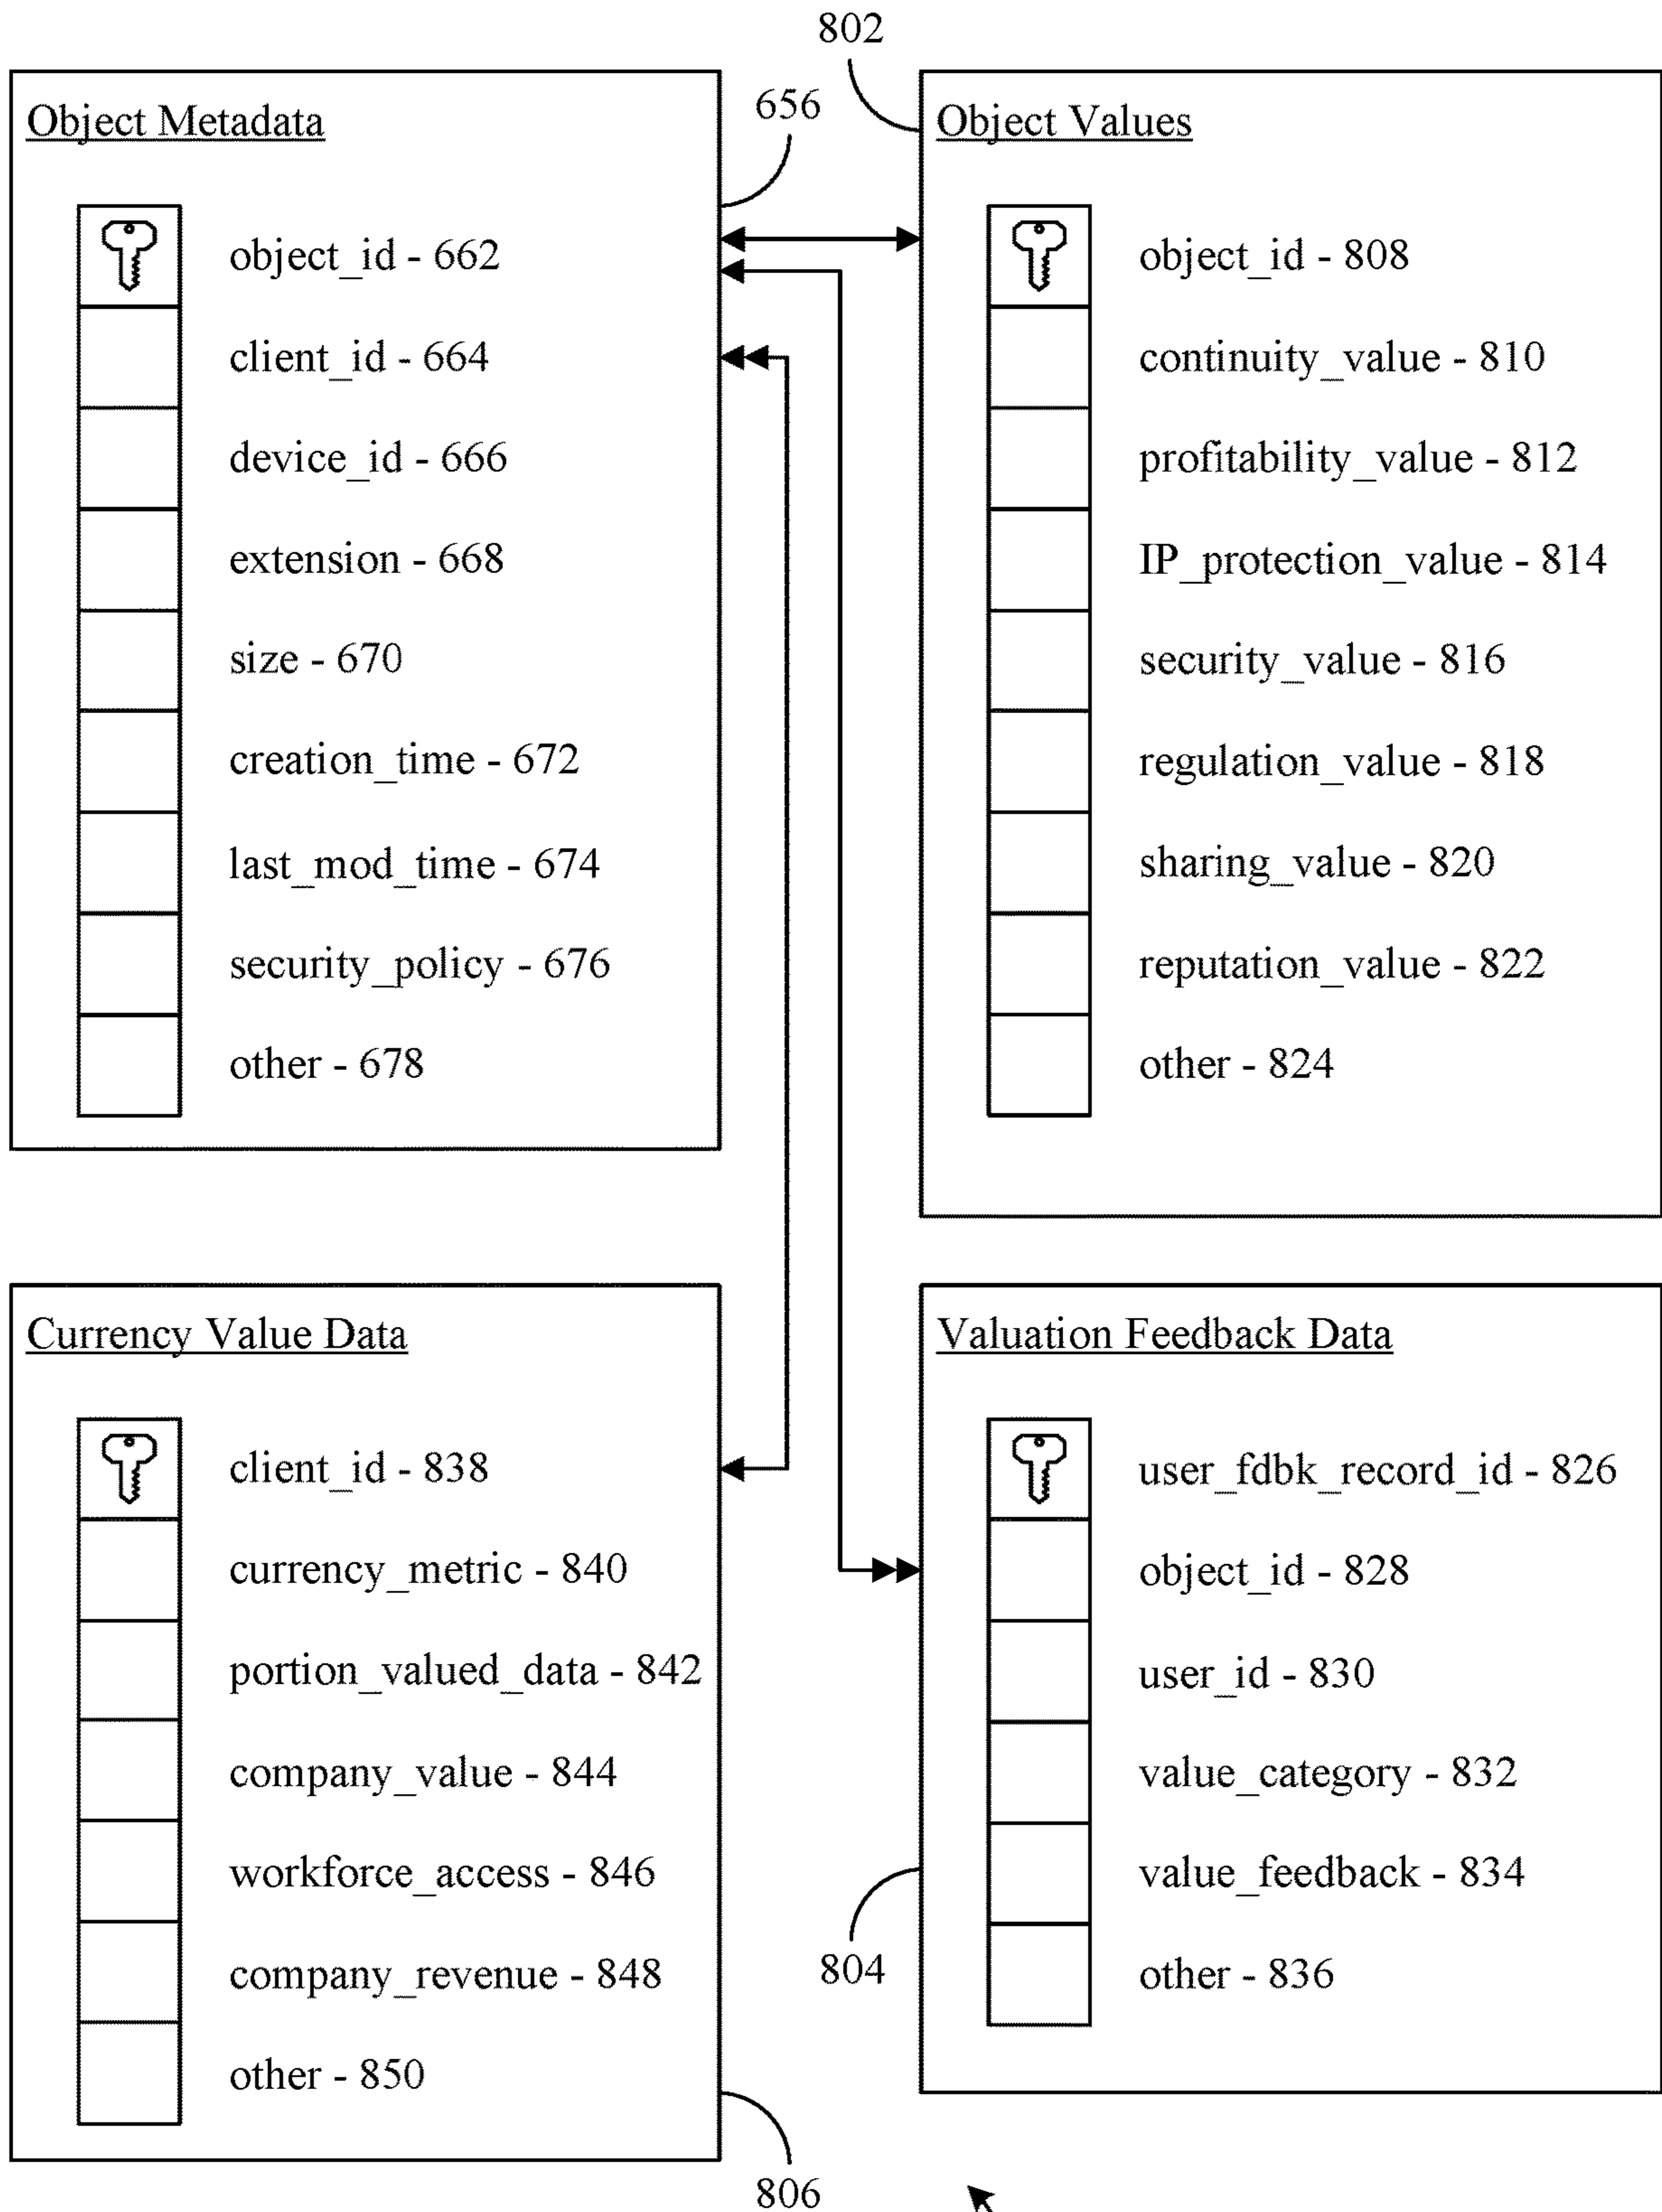 802
656
Object Metadata
object_id - 662
client_id - 664
device_id - 666
extension - 668
size - 670
creation_time - 672
last_mod_time - 674
security_policy - 676
other - 678
Object Values
object_id - 808
continuity_value - 810
profitability_value - 812
IP_protection_value - 814
security_value - 816
regulation_value - 818
sharing_value - 820
reputation_value - 822
other - 824
Currency Value Data
client_id - 838
currency_metric - 840
portion_valued_data - 842
company_value - 844
workforce_access - 846
company_revenue - 848
other - 850
806
Valuation Feedback Data
user_fdbk_record_id - 826
object_id - 828
user_id - 830
value_category - 832
value_feedback - 834
other - 836
804